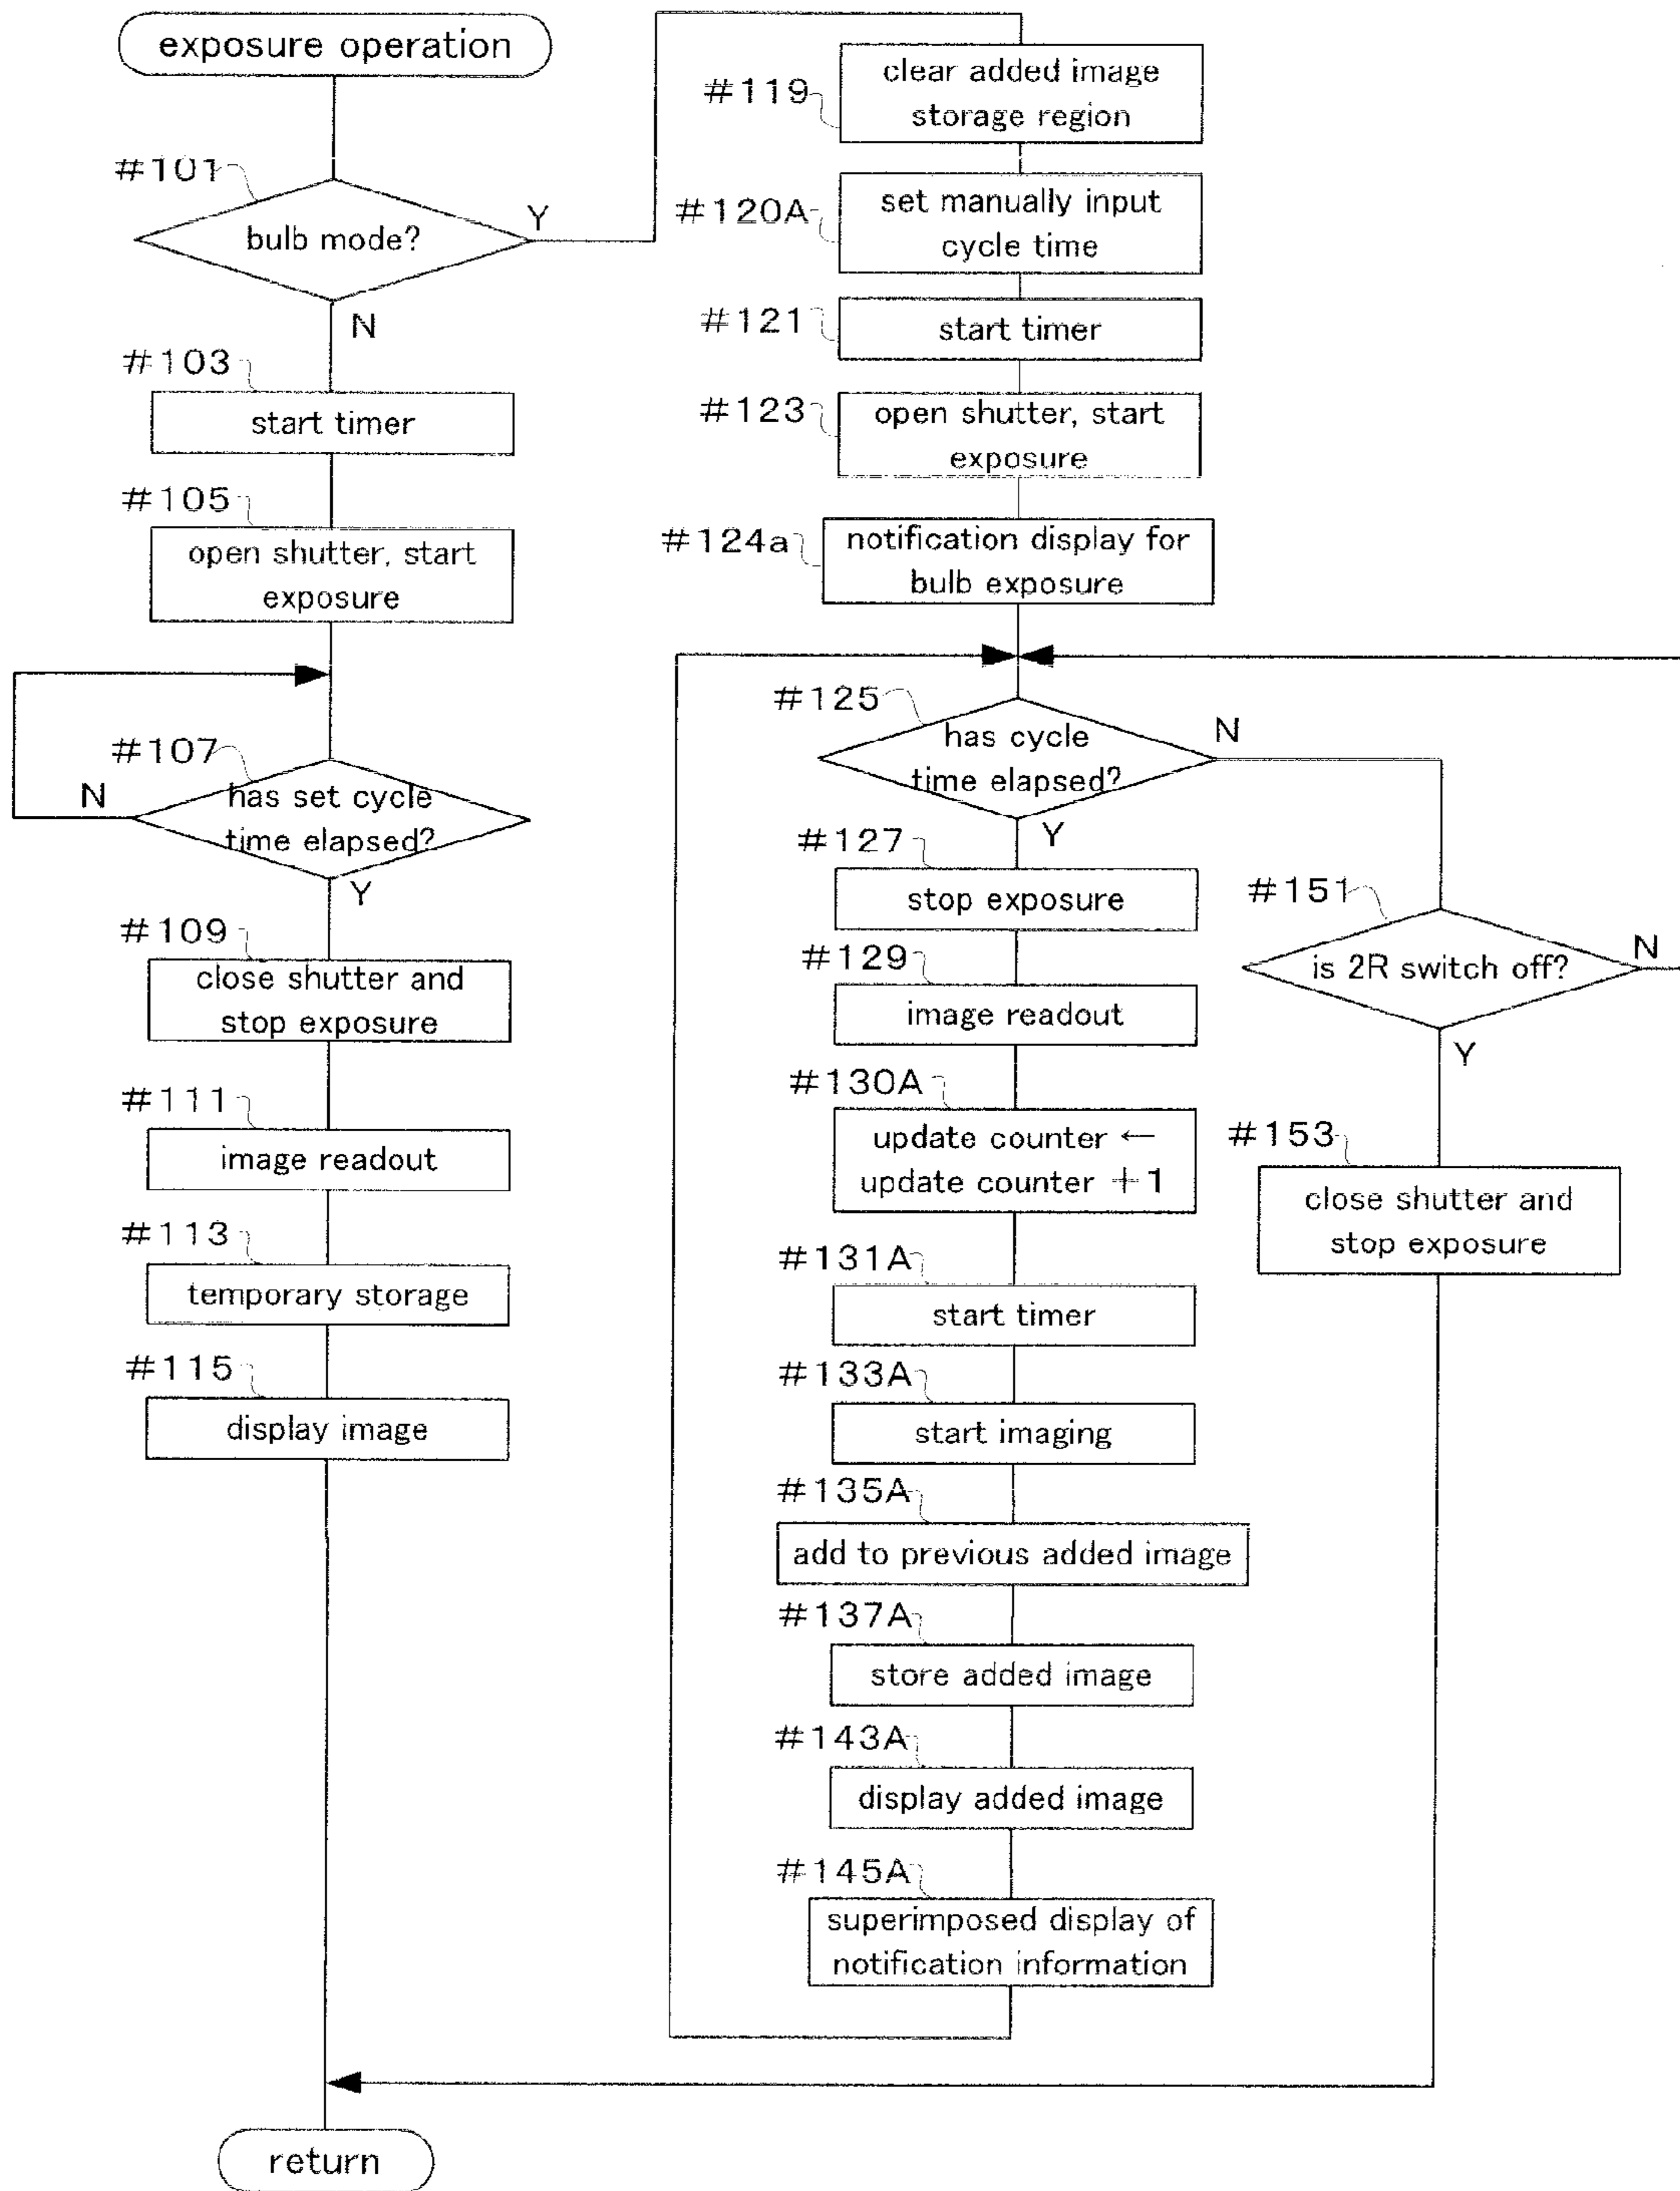 exposure operation
#101
bulb mode?
Y
N
#103
start timer
#105
open shutter, start
exposure
#107
N
has set cycle
time elapsed?
Y
#109
close shutter and
stop exposure
#111
image readout
#113
temporary storage
#115
display image
return
#119
clear added image
storage region
#120A
set manually input
cycle time
#121
start timer
#123
open shutter, start
exposure
#124a
notification display for
bulb exposure
#125
has cycle
time elapsed?
N
Y
#127
stop exposure
#129
image readout
#130A
update counter ←
update counter +1
#131A
start timer
#133A
start imaging
#135A
add to previous added image
#137A
store added image
#143A
display added image
#145A
superimposed display of
notification information
#151
is 2R switch off?
N
Y
#153
close shutter and
stop exposure